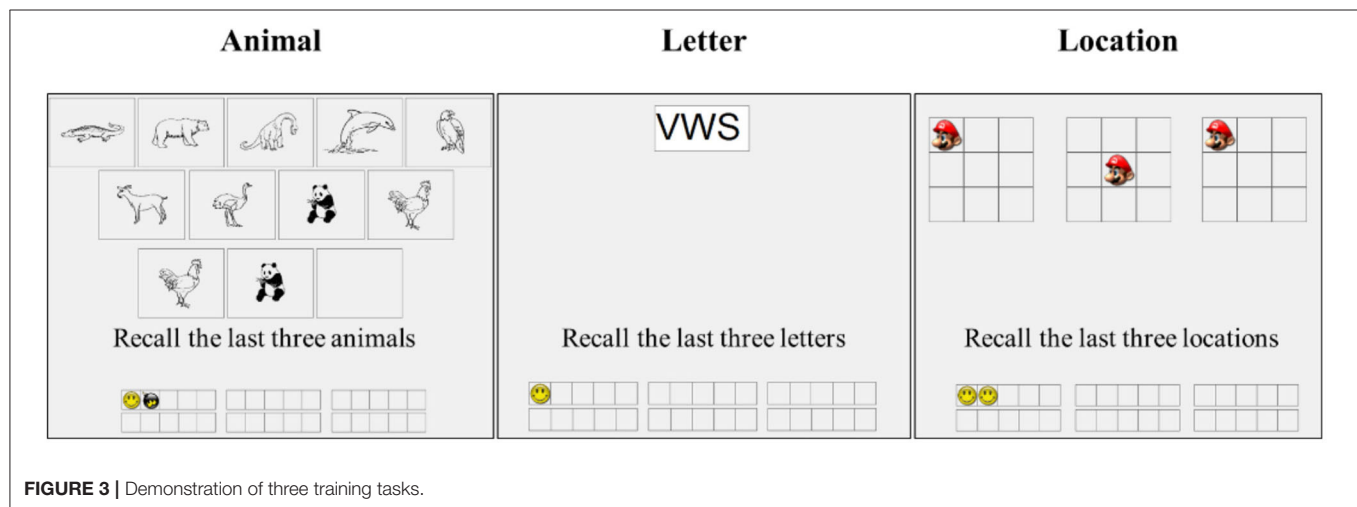 Animal
Letter
Location
VWS
Recall the last three animals
Recall the last three letters
Recall the last three locations
FIGURE 3 | Demonstration of three training tasks.